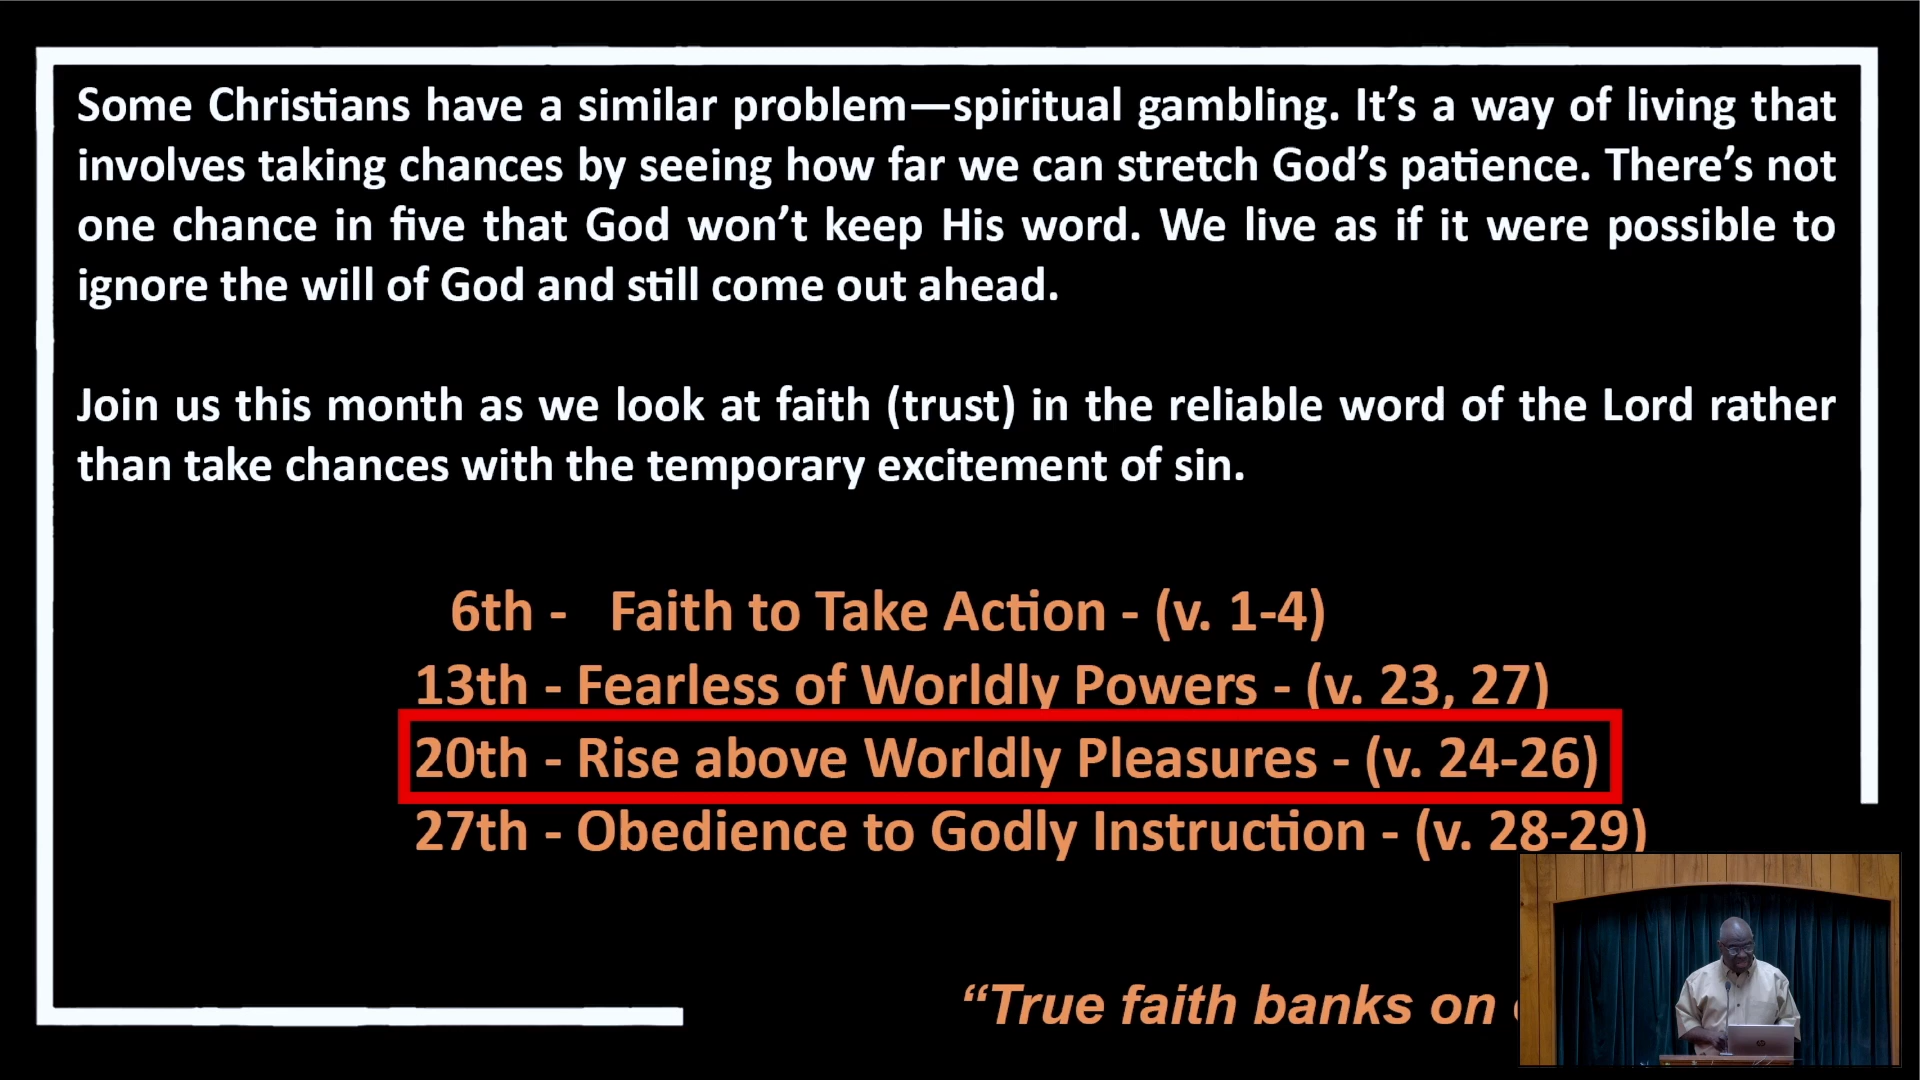 Some Christians have a similar problem—spiritual gambling. It’s a way of living that
involves taking chances by seeing how far we can stretch God’s patience. There’s not
one chance in five that God won’t keep His word. We live as if it were possible to
ignore the will of God and still come out ahead.
Join us this month as we look at faith (trust) in the reliable word of the Lord rather
than take chances with the temporary excitement of sin.
6th - Faith to Take Action - (v. 1-4)
13th - Fearless of Worldly Powers - (v. 23, 27)
20th - Rise above Worldly Pleasures - (v. 24-26)
27th - Obedience to Godly Instruction - (v. 28-29)
“True faith banks on